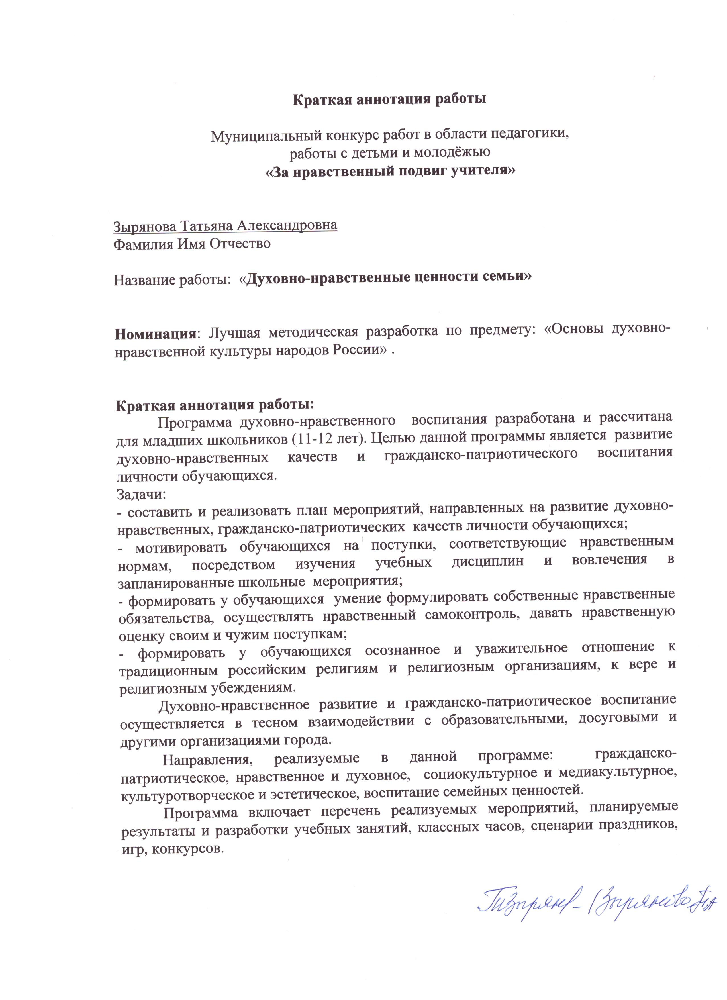 Краткая аннотация работы
Муниципальный конкурс работ в области педагогики,
работы с детьми и молодёжью
«За нравственный подвиг учителя»
Зырянова Татьяна Александровна
Фамилия Имя Отчество
Название работы: «Духовно-нравственные ценности семьи»
Номинация: Лучшая методическая разработка по предмету: «Основы духовно-
нравственной культуры народов России» .
Краткая аннотация работы:
Программа духовно-нравственного воспитания разработана и рассчитана
для младших школьников (11-12 лет). Целью данной программы является развитие
духовно-нравственных качеств и гражданско-патриотического воспитания
личности обучающихся.
Задачи:
- составить и реализовать план мероприятий, направленных на развитие духовно-
нравственных, гражданско-патриотических качеств личности обучающихся;
- мотивировать обучающихся на поступки, соответствующие нравственным
нормам, посредством изучения учебных дисциплин и вовлечения в
запланированные школьные мероприятия;
- формировать у обучающихся умение формулировать собственные нравственные
обязательства, осуществлять нравственный самоконтроль, давать нравственную
оценку своим и чужим поступкам;
- формировать у обучающихся осознанное и уважительное отношение к
традиционным российским религиям и религиозным организациям, к вере и
религиозным убеждениям.
Духовно-нравственное развитие и гражданско-патриотическое воспитание
осуществляется в тесном взаимодействии с образовательными, досуговыми и
другими организациями города.
Направления, реализуемые в данной программе: гражданско-
патриотическое, нравственное и духовное, социокультурное и медиакультурное,
культуротворческое и эстетическое, воспитание семейных ценностей.
Программа включает перечень реализуемых мероприятий, планируемые
результаты и разработки учебных занятий, классных часов, сценарии праздников,
игр, конкурсов.
(Зырянова Т.А